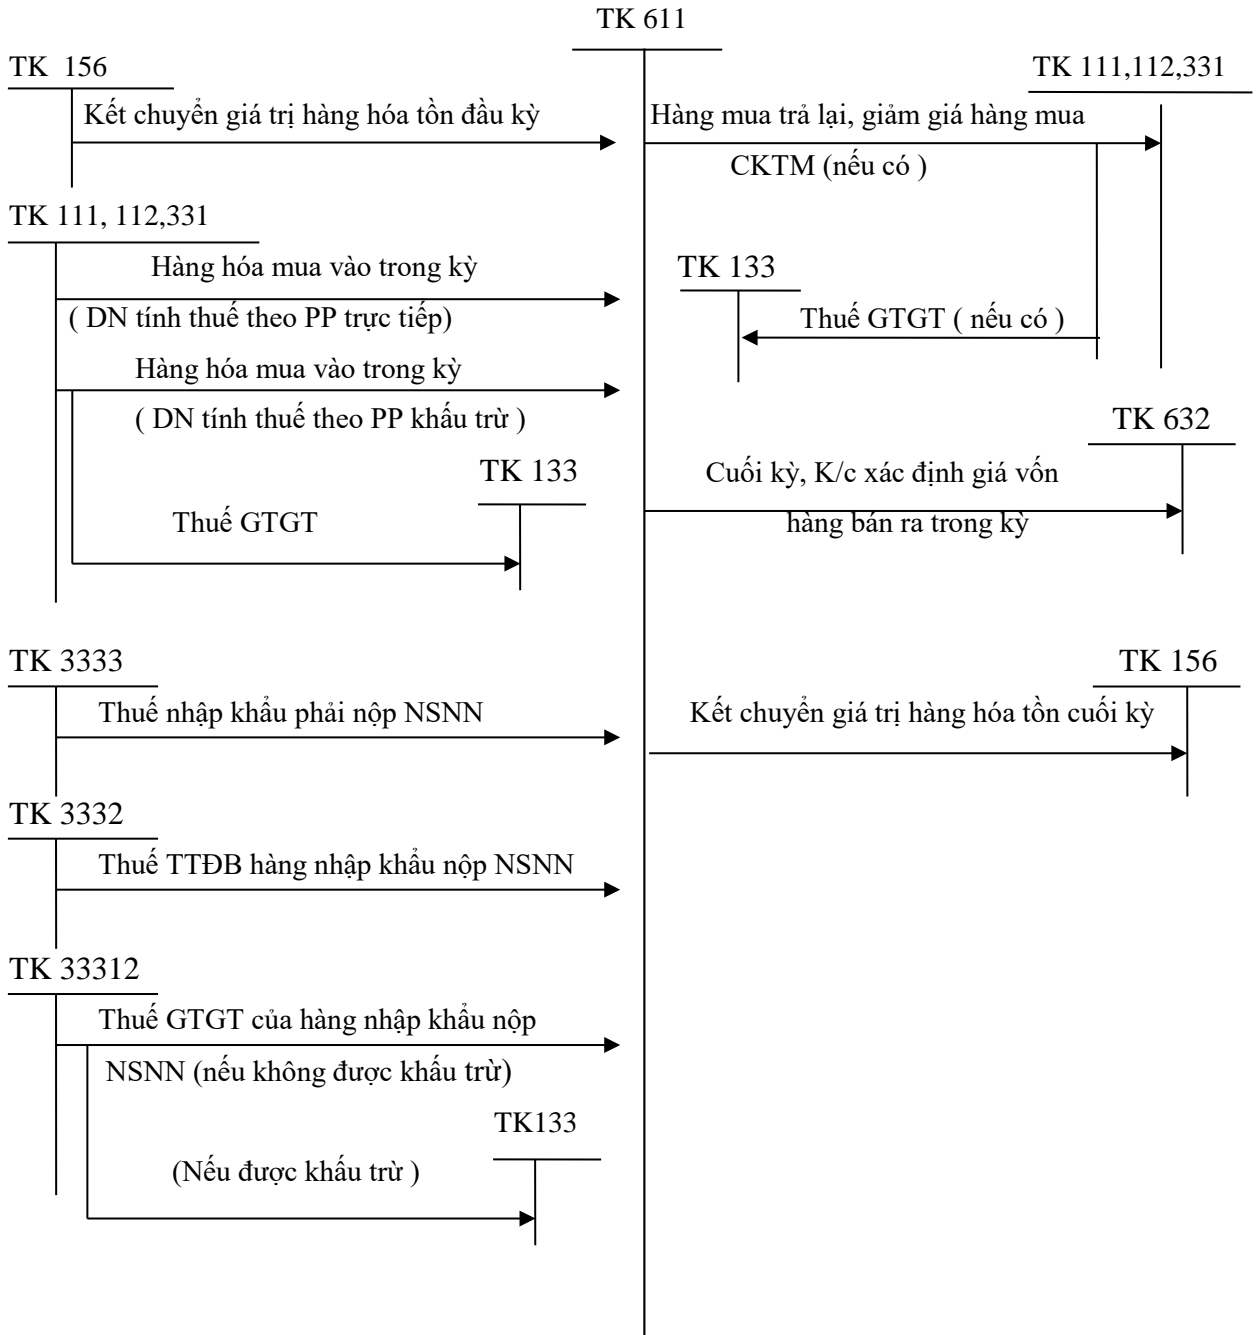 TK 611
TK 156
TK 111,112,331
Kết chuyển giá trị hàng hóa tồn đầu kỳ
Hàng mua trả lại, giảm giá hàng mua
CKTM (nếu có )
TK 111, 112,331
Hàng hóa mua vào trong kỳ
( DN tính thuế theo PP trực tiếp)
TK 133
Thuế GTGT ( nếu có )
Hàng hóa mua vào trong kỳ
( DN tính thuế theo PP khấu trừ )
TK 632
TK 133
Cuối kỳ, K/c xác định giá vốn
hàng bán ra trong kỳ
Thuế GTGT
TK 3333
TK 156
Thuế nhập khẩu phải nộp NSNN
Kết chuyển giá trị hàng hóa tồn cuối kỳ
TK 3332
Thuế TTĐB hàng nhập khẩu nộp NSNN
TK 33312
Thuế GTGT của hàng nhập khẩu nộp
NSNN (nếu không được khấu trừ)
TK133
(Nếu được khấu trừ )